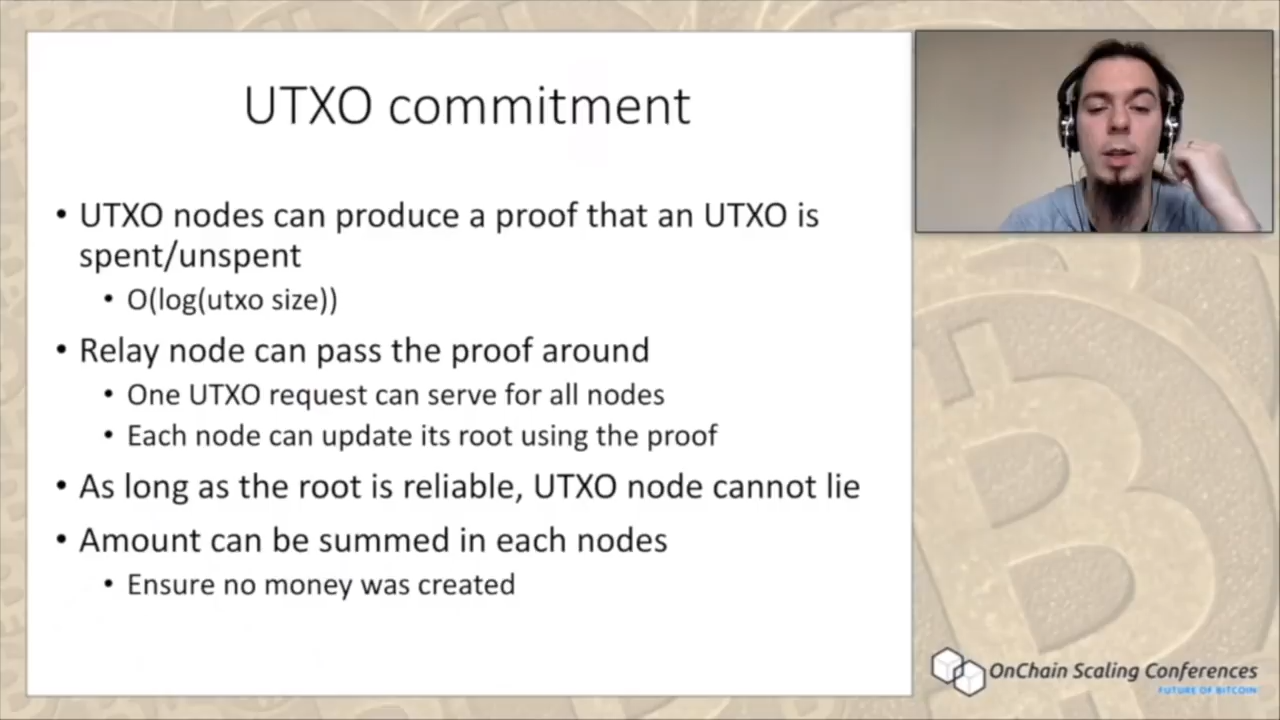 UTXO commitment
• UTXO nodes can produce a proof that an UTXO is
spent/unspent
• O(log(utxo size))
• Relay node can pass the proof around
• One UTXO request can serve for all nodes
• Each node can update its root using the proof
• As long as the root is reliable, UTXO node cannot lie
• Amount can be summed in each nodes
• Ensure no money was created
OnChain Scaling Conferences
FUTURE OF BITCOIN